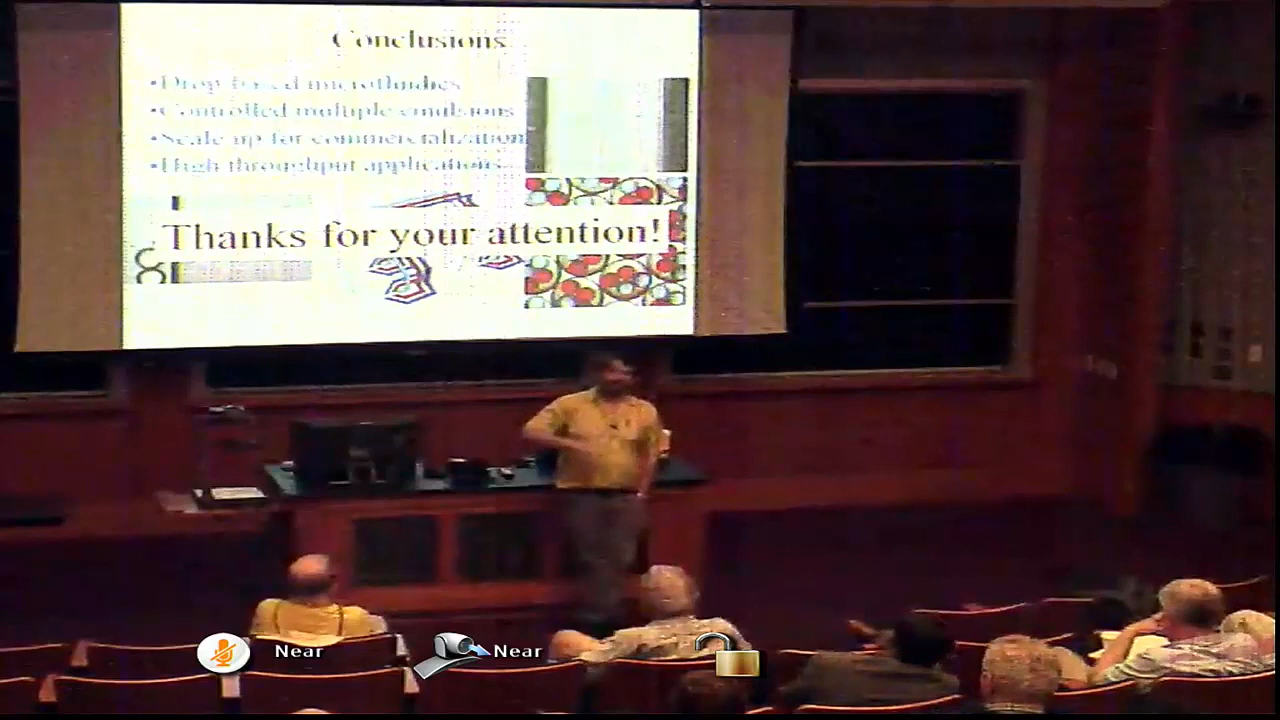 Conclusions
•Drop based microfluidics
•Controlled multiple emulsions
•Scale up for commercialization
•High throughput applications
Thanks for your attention!
Near
Near